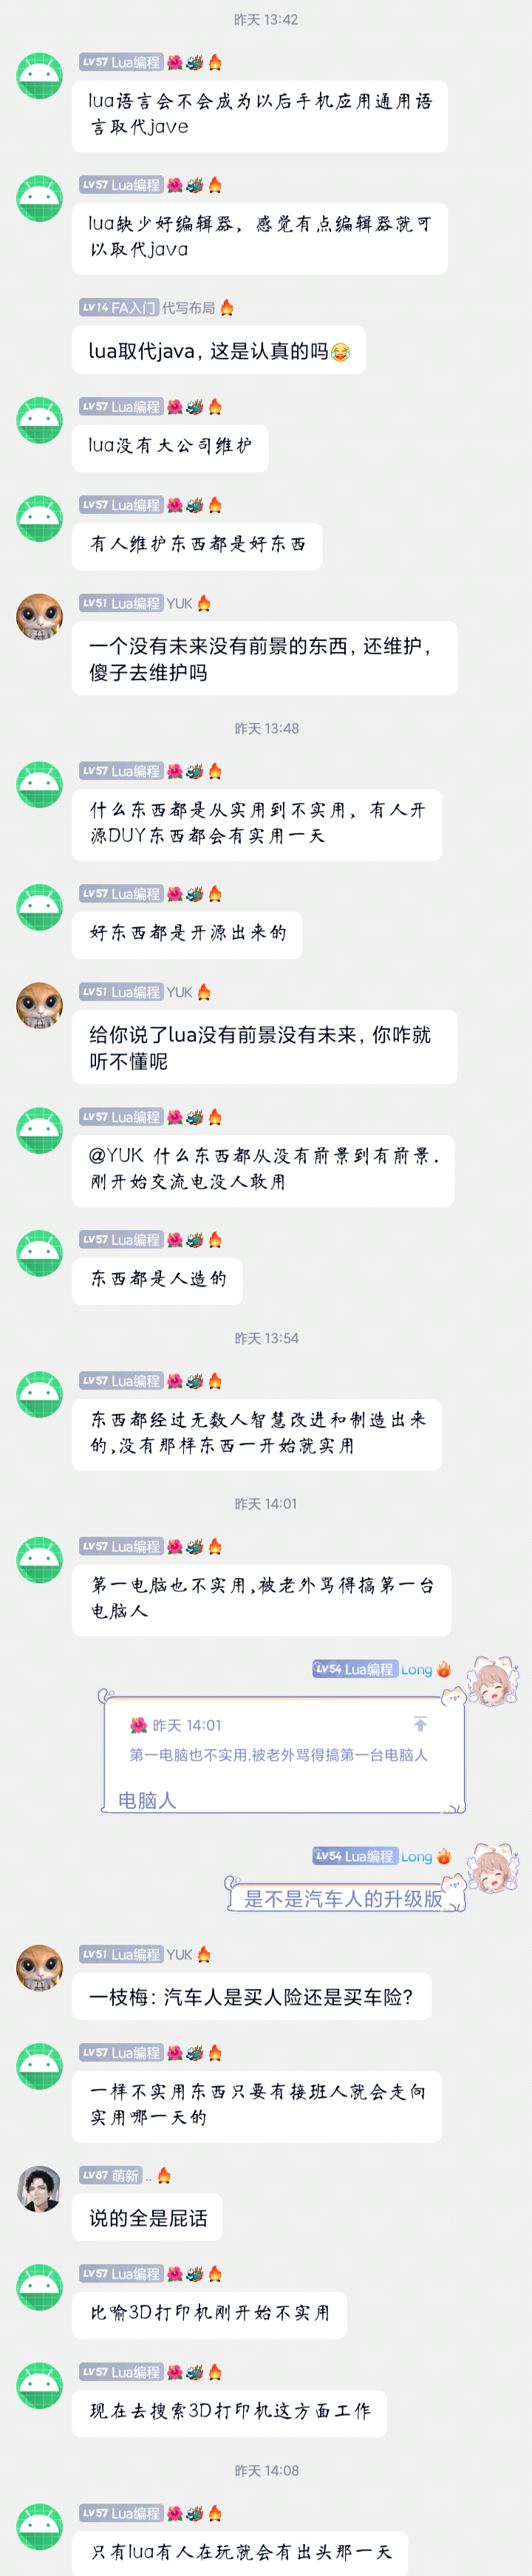 昨天 13:42
LV57 Lua编程
lua语言会不会成为以后手机应用通用语
言取代jave
LV57 Lua编程
lua缺少好编辑器，感觉有点编辑器就可
以取代java
LV14 FA入门 代写布局
lua取代java，这是认真的吗😂
LV57 Lua编程
lua没有大公司维护
LV57 Lua编程
有人维护东西都是好东西
LV51 Lua编程 YUK
一个没有未来没有前景的东西，还维护，
傻子去维护吗
昨天 13:48
LV57 Lua编程
什么东西都是从实用到不实用，有人开
源DUY东西都会有实用一天
LV57 Lua编程
好东西都是开源出来的
LV51 Lua编程 YUK
给你说了lua没有前景没有未来，你咋就
听不懂呢
LV57 Lua编程
@YUK 什么东西都从没有前景到有前景.
刚开始交流电没人敢用
LV57 Lua编程
东西都是人造的
昨天 13:54
LV57 Lua编程
东西都经过无数人智慧改进和制造出来
的,没有那样东西一开始就实用
昨天 14:01
LV57 Lua编程
第一电脑也不实用,被老外骂得搞第一台
电脑人
LV54 Lua编程 Long
🌺 昨天 14:01
第一电脑也不实用,被老外骂得搞第一台电脑人
电脑人
LV54 Lua编程 Long
是不是汽车人的升级版
LV51 Lua编程 YUK
一枝梅：汽车人是买人险还是买车险？
LV57 Lua编程
一样不实用东西只要有接班人就会走向
实用哪一天的
LV87 萌新 ..
说的全是屁话
LV57 Lua编程
比喻3D打印机刚开始不实用
LV57 Lua编程
现在去搜索3D打印机这方面工作
昨天 14:08
LV57 Lua编程
只有lua有人在玩就会有出头那一天